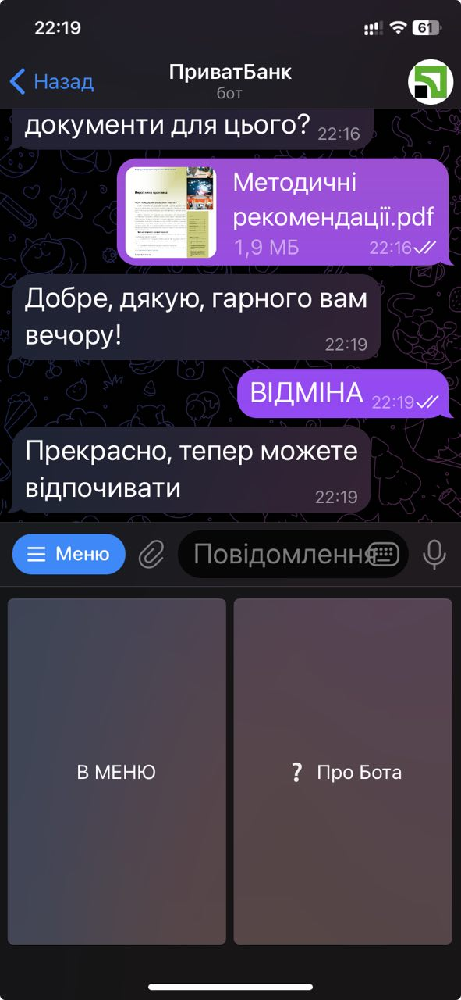 22:19
61
Назад
ПриватБанк
бот
документи для цього?
22:16
Методичні
рекомендації.pdf
1,9 МБ
22:16
Добре, дякую, гарного вам
вечору!
22:19
ВІДМІНА
22:19
Прекрасно, тепер можете
відпочивати
22:19
Меню
Повідомлення
В МЕНЮ
? Про Бота